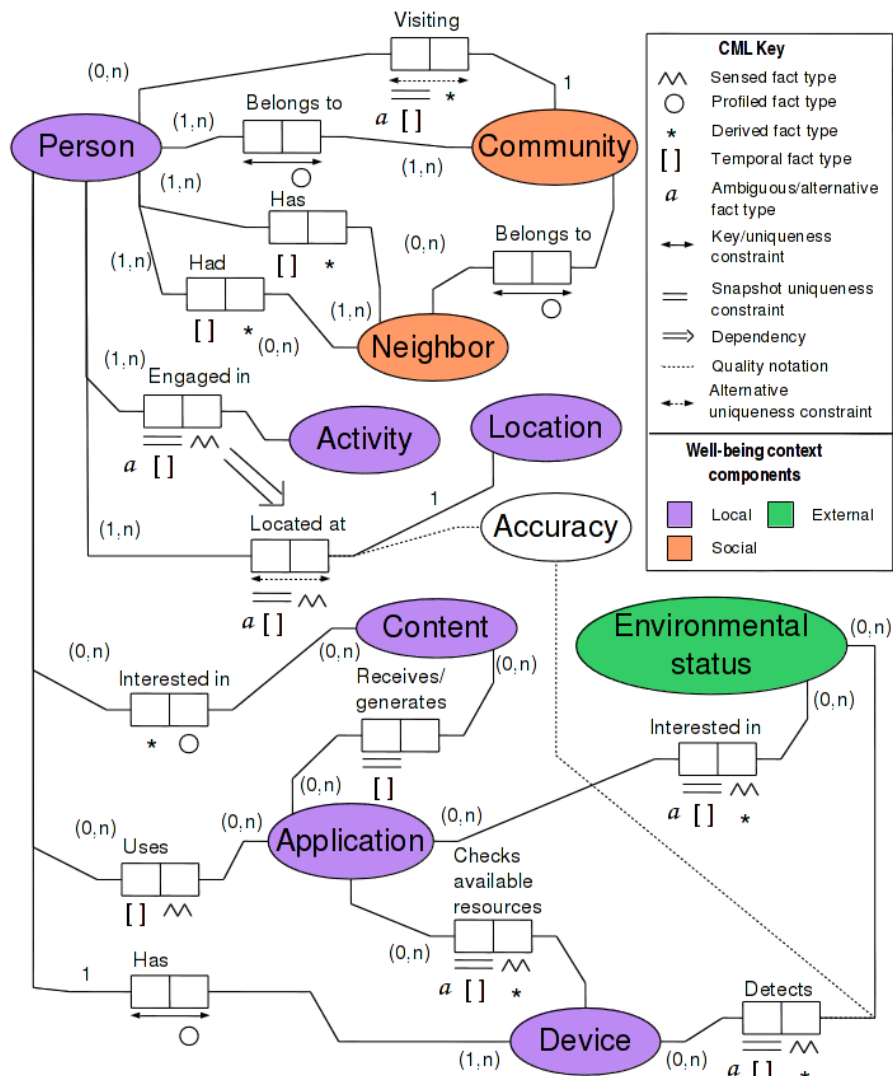 Visiting
(0,n)
1
Belongs to
* 
a [ ]
(1,n)
(1,n)
Person
Community
(1,n)
Has
[ ] *
(0,n)
Belongs to
(1,n)
Had
[ ] *
(1,n)
(0,n)
Neighbor
(1,n)
Engaged in
a [ ]
Activity
Location
1
(1,n)
Located at
a [ ]
Accuracy
CML Key
Sensed fact type
Profiled fact type
* Derived fact type
[ ] Temporal fact type
a Ambiguous/alternative
fact type
Key/uniqueness
constraint
Snapshot uniqueness
constraint
Dependency
Quality notation
Alternative
uniqueness constraint
Well-being context
components
Local External
Social
(0,n)
Interested in
*
(0,n)
Content
(0,n)
Receives/
generates
[ ]
(0,n)
Environmental
status
(0,n)
(0,n)
Interested in
a [ ] *
(0,n)
Uses
[ ]
(0,n)
Application
(0,n)
Checks
available
resources
(0,n)
a [ ] *
1
Has
(1,n)
Device
(0,n)
Detects
a [ ] *